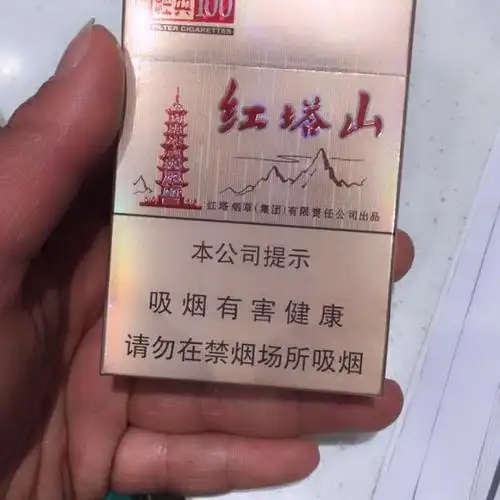 经典100
FILTER CIGARETTES
红塔山
红塔烟草(集团)有限责任公司出品
本公司提示
吸烟有害健康
请勿在禁烟场所吸烟